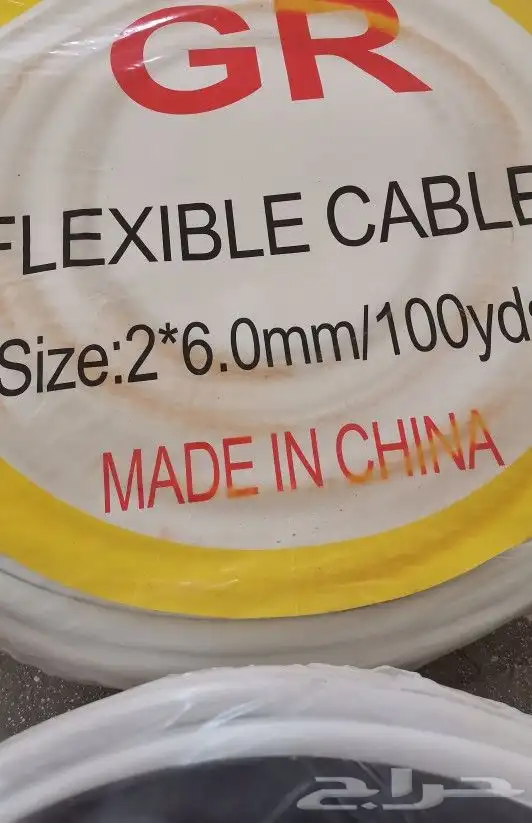 GR
FLEXIBLE CABLE
Size:2*6.0mm/100yds
MADE IN CHINA
حراج